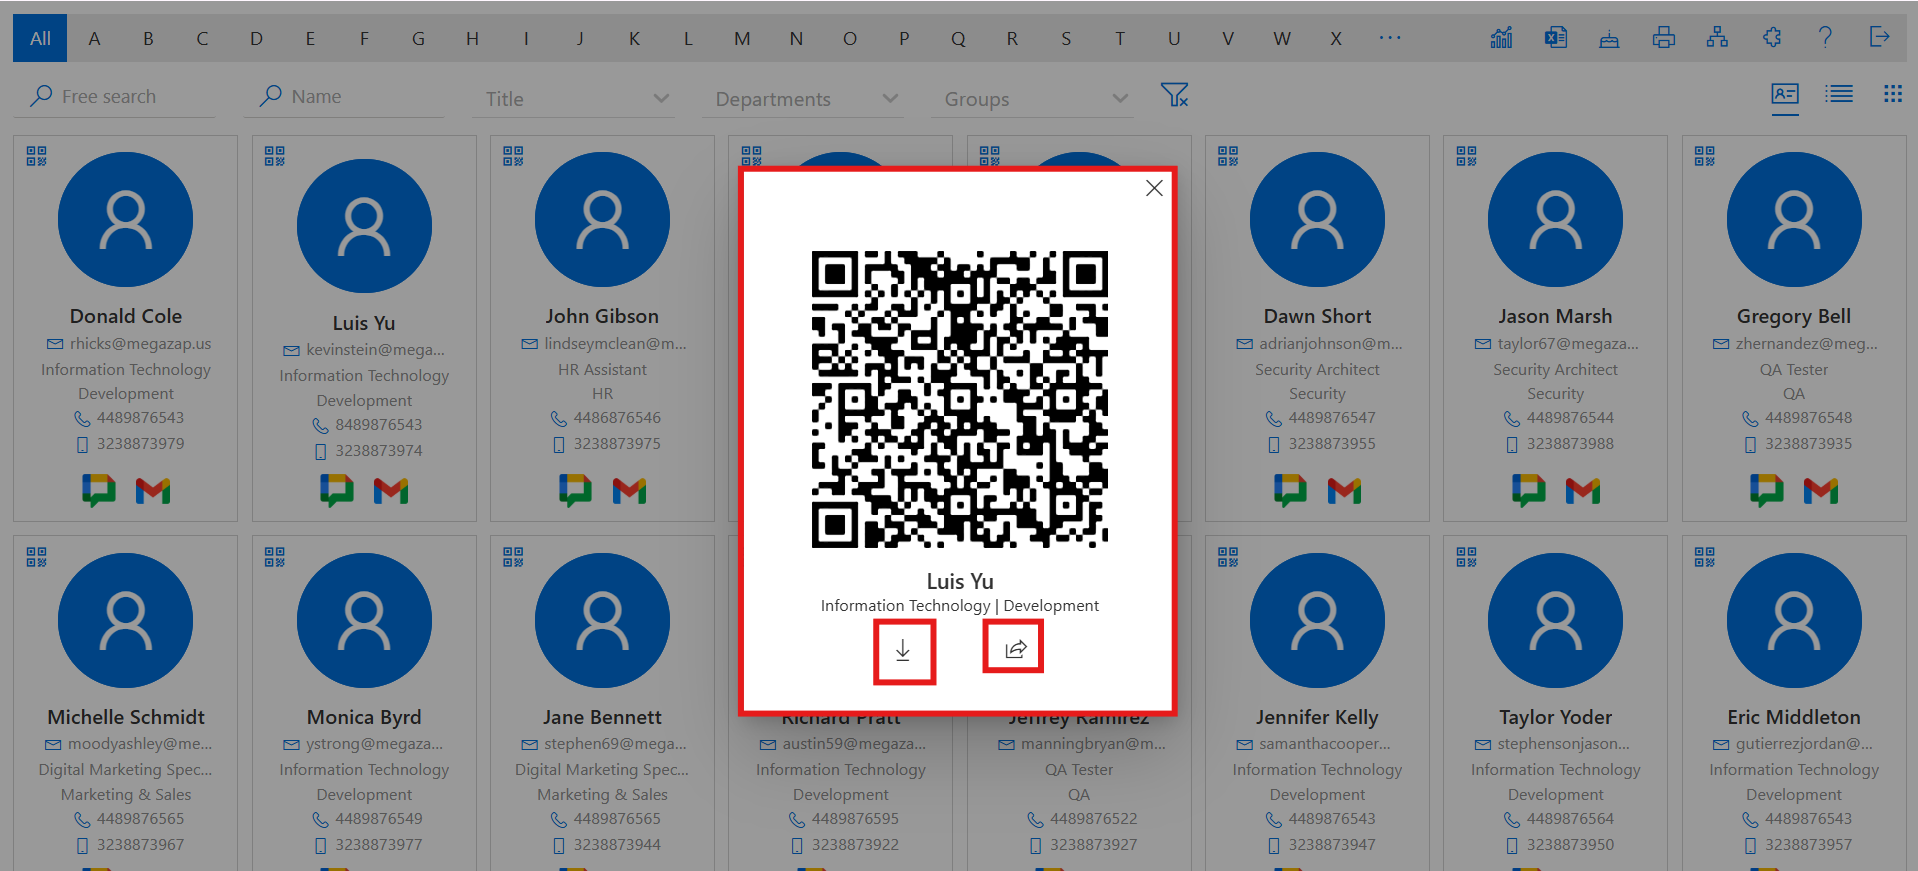 All A B C D E F G H I J K L M N O P Q R S T U V W X ...
Free search Name Title Departments Groups
Donald Cole
rhicks@megazap.us
Information Technology
Development
4489876543
3238873979
Luis Yu
kevinstein@mega...
Information Technology
Development
8489876543
3238873974
John Gibson
lindseymclean@m...
HR Assistant
HR
4486876546
3238873975
Luis Yu
Information Technology | Development
Dawn Short
adrianjohnson@m...
Security Architect
Security
4489876547
3238873955
Jason Marsh
taylor67@megaza...
Security Architect
Security
4489876544
3238873988
Gregory Bell
zhernandez@meg...
QA Tester
QA
4489876548
3238873935
Michelle Schmidt
moodyashley@me...
Digital Marketing Spec...
Marketing & Sales
4489876565
3238873967
Monica Byrd
ystrong@megaza...
Information Technology
Development
4489876549
3238873977
Jane Bennett
stephen69@mega...
Digital Marketing Spec...
Marketing & Sales
4489876565
3238873944
Richard Pratt
austin59@megaza...
Information Technology
Development
4489876595
3238873922
Jeffrey Ramirez
manningbryan@m...
QA Tester
QA
4489876522
3238873927
Jennifer Kelly
samanthacooper...
Information Technology
Development
4489876543
3238873947
Taylor Yoder
stephensonjason...
Information Technology
Development
4489876564
3238873950
Eric Middleton
gutierrezjordan@...
Information Technology
Development
4489876543
3238873957